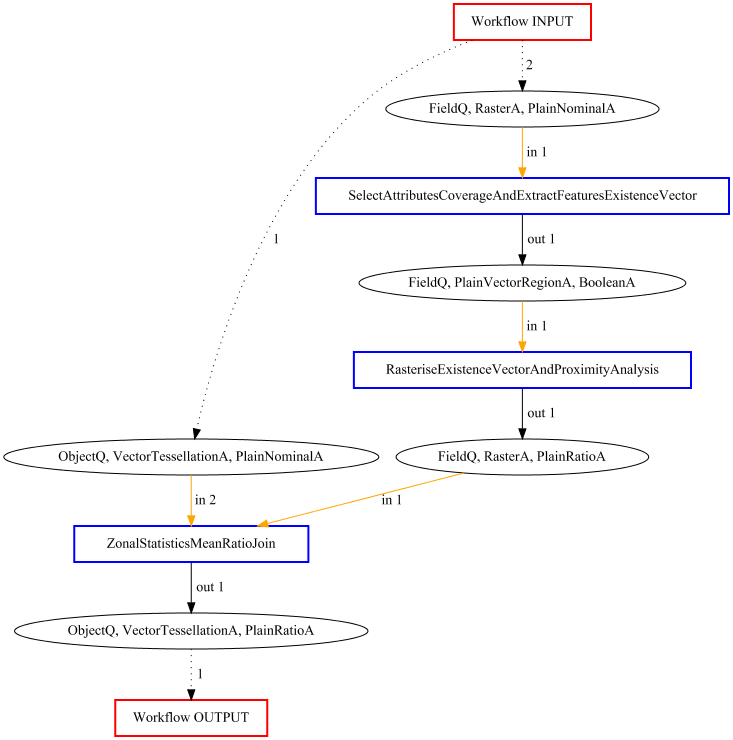 Workflow INPUT
2
FieldQ, RasterA, PlainNominalA
in 1
SelectAttributesCoverageAndExtractFeaturesExistenceVector
1
out 1
FieldQ, PlainVectorRegionA, BooleanA
in 1
RasteriseExistenceVectorAndProximityAnalysis
out 1
ObjectQ, VectorTessellationA, PlainNominalA
FieldQ, RasterA, PlainRatioA
in 2
in 1
ZonalStatisticsMeanRatioJoin
out 1
ObjectQ, VectorTessellationA, PlainRatioA
1
Workflow OUTPUT